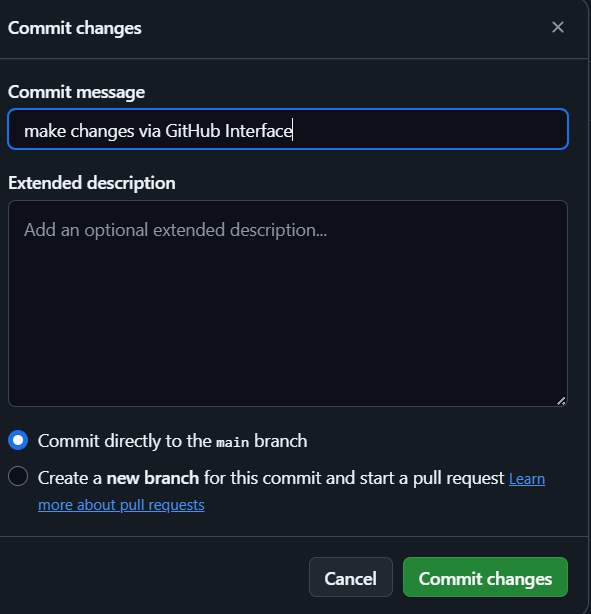 Commit changes
Commit message
make changes via GitHub Interface
Extended description
Add an optional extended description...
Commit directly to the main branch
Create a new branch for this commit and start a pull request Learn
more about pull requests
Cancel
Commit changes